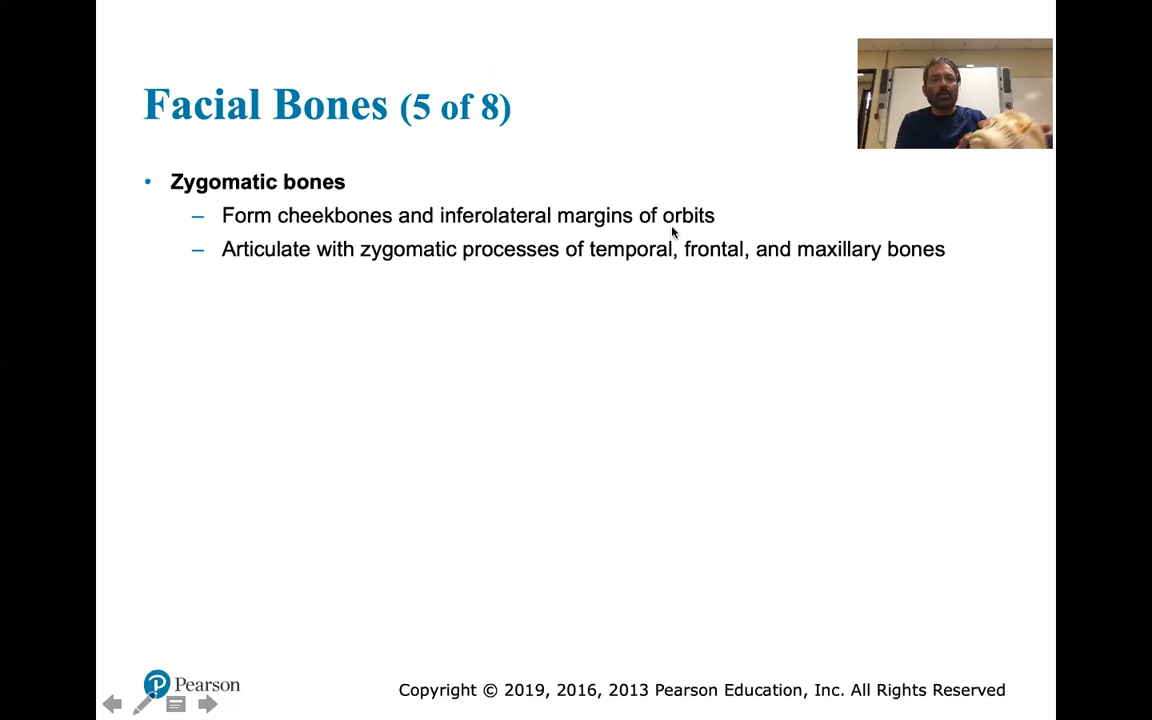 Facial Bones (5 of 8)
• Zygomatic bones
– Form cheekbones and inferolateral margins of orbits
– Articulate with zygomatic processes of temporal, frontal, and maxillary bones
Pearson
Copyright © 2019, 2016, 2013 Pearson Education, Inc. All Rights Reserved